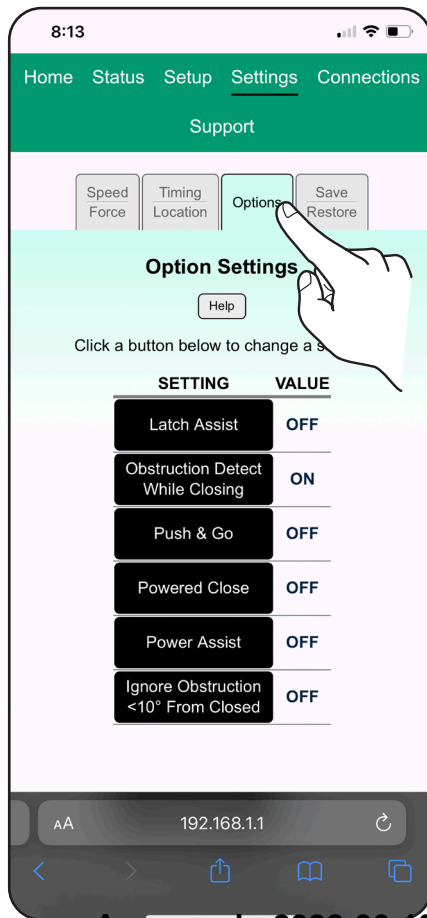 8:13
Home Status Setup Settings Connections
Support
Speed
Force
Timing
Location
Options
Save
Restore
Option Settings
Help
Click a button below to change a s
SETTING VALUE
Latch Assist OFF
Obstruction Detect
While Closing
ON
Push & Go OFF
Powered Close OFF
Power Assist OFF
Ignore Obstruction
<10° From Closed
OFF
AA 192.168.1.1